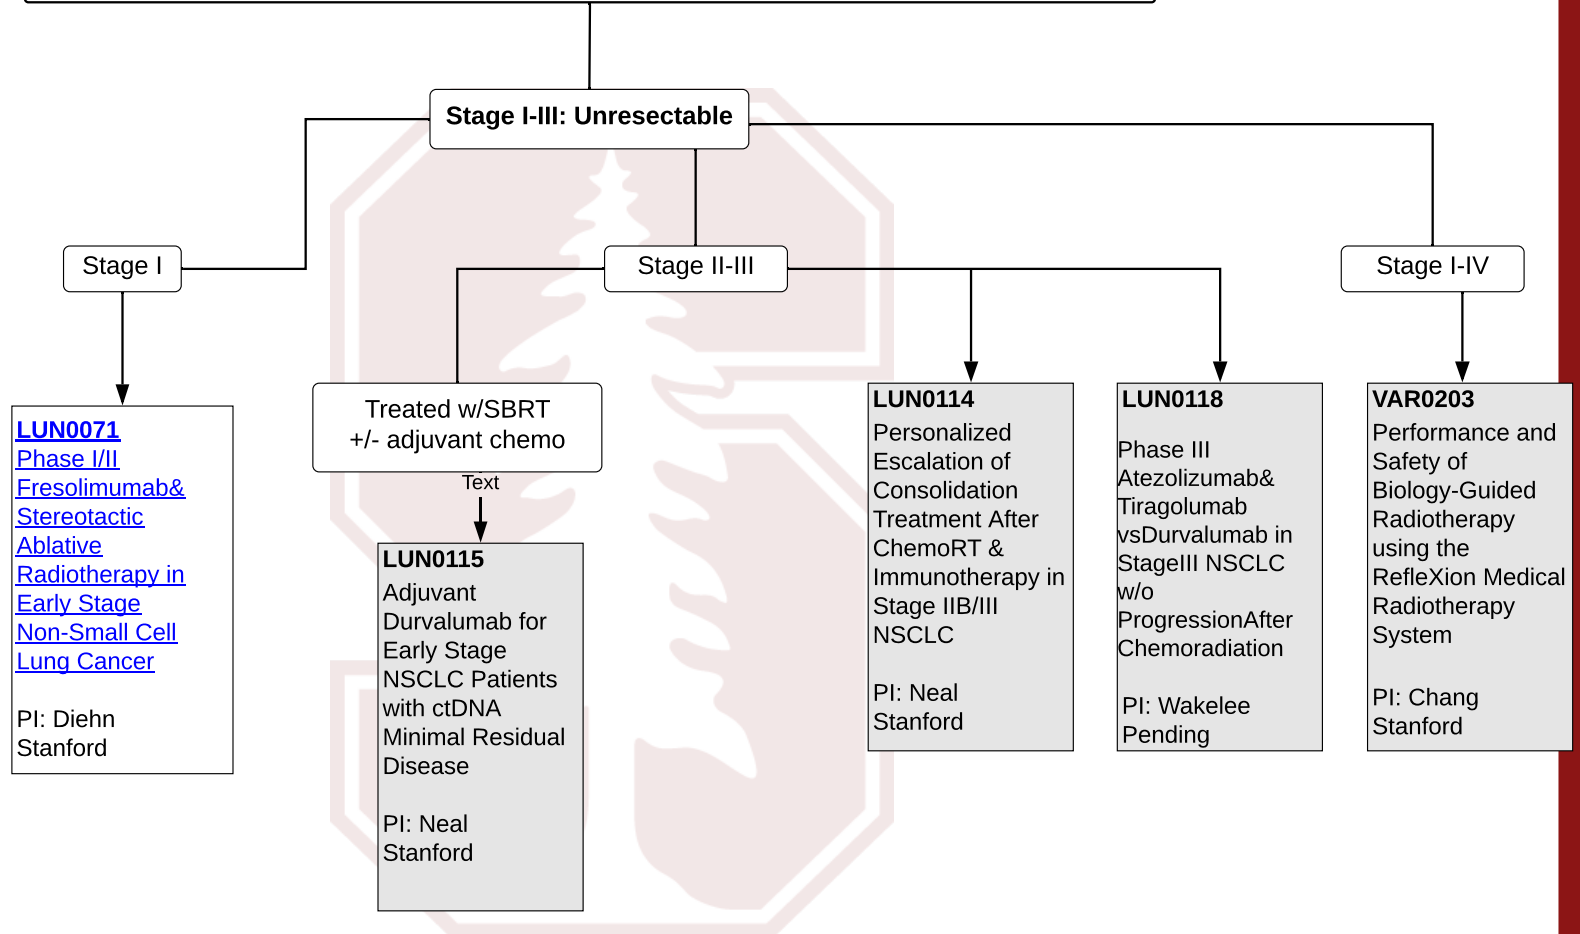 Stage I-III: Unresectable
Stage I
Stage II-III
Stage I-IV
Treated w/SBRT
+/- adjuvant chemo
Text
LUN0071
Phase I/II
Fresolimumab&
Stereotactic
Ablative
Radiotherapy in
Early Stage
Non-Small Cell
Lung Cancer
PI: Diehn
Stanford
LUN0115
Adjuvant
Durvalumab for
Early Stage
NSCLC Patients
with ctDNA
Minimal Residual
Disease
PI: Neal
Stanford
LUN0114
Personalized
Escalation of
Consolidation
Treatment After
ChemoRT &
Immunotherapy in
Stage IIB/III
NSCLC
PI: Neal
Stanford
LUN0118
Phase III
Atezolizumab&
Tiragolumab
vsDurvalumab in
StageIII NSCLC
w/o
ProgressionAfter
Chemoradiation
PI: Wakelee
Pending
VAR0203
Performance and
Safety of
Biology-Guided
Radiotherapy
using the
RefleXion Medical
Radiotherapy
System
PI: Chang
Stanford